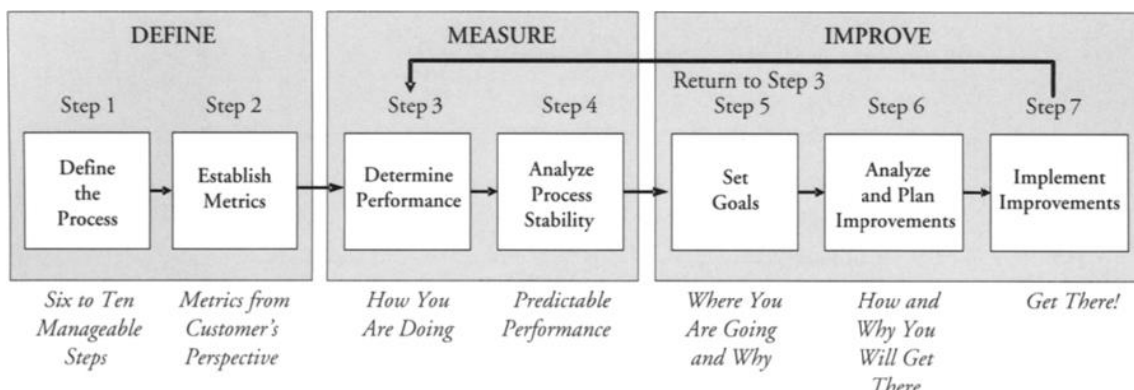 DEFINE
MEASURE
IMPROVE
Return to Step 3
Step 1
Step 2
Step 3
Step 4
Step 5
Step 6
Step 7
Define
the
Process
Establish
Metrics
Determine
Performance
Analyze
Process
Stability
Set
Goals
Analyze
and Plan
Improvements
Implement
Improvements
Six to Ten
Manageable
Steps
Metrics from
Customer's
Perspective
How You
Are Doing
Predictable
Performance
Where You
Are Going
and Why
How and
Why You
Will Get
There
Get There!